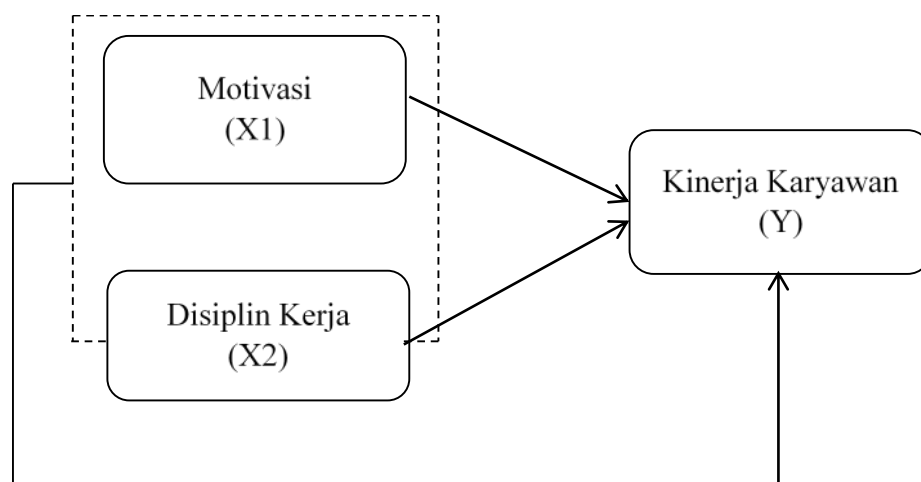 Motivasi
(X1)
Kinerja Karyawan
(Y)
Disiplin Kerja
(X2)